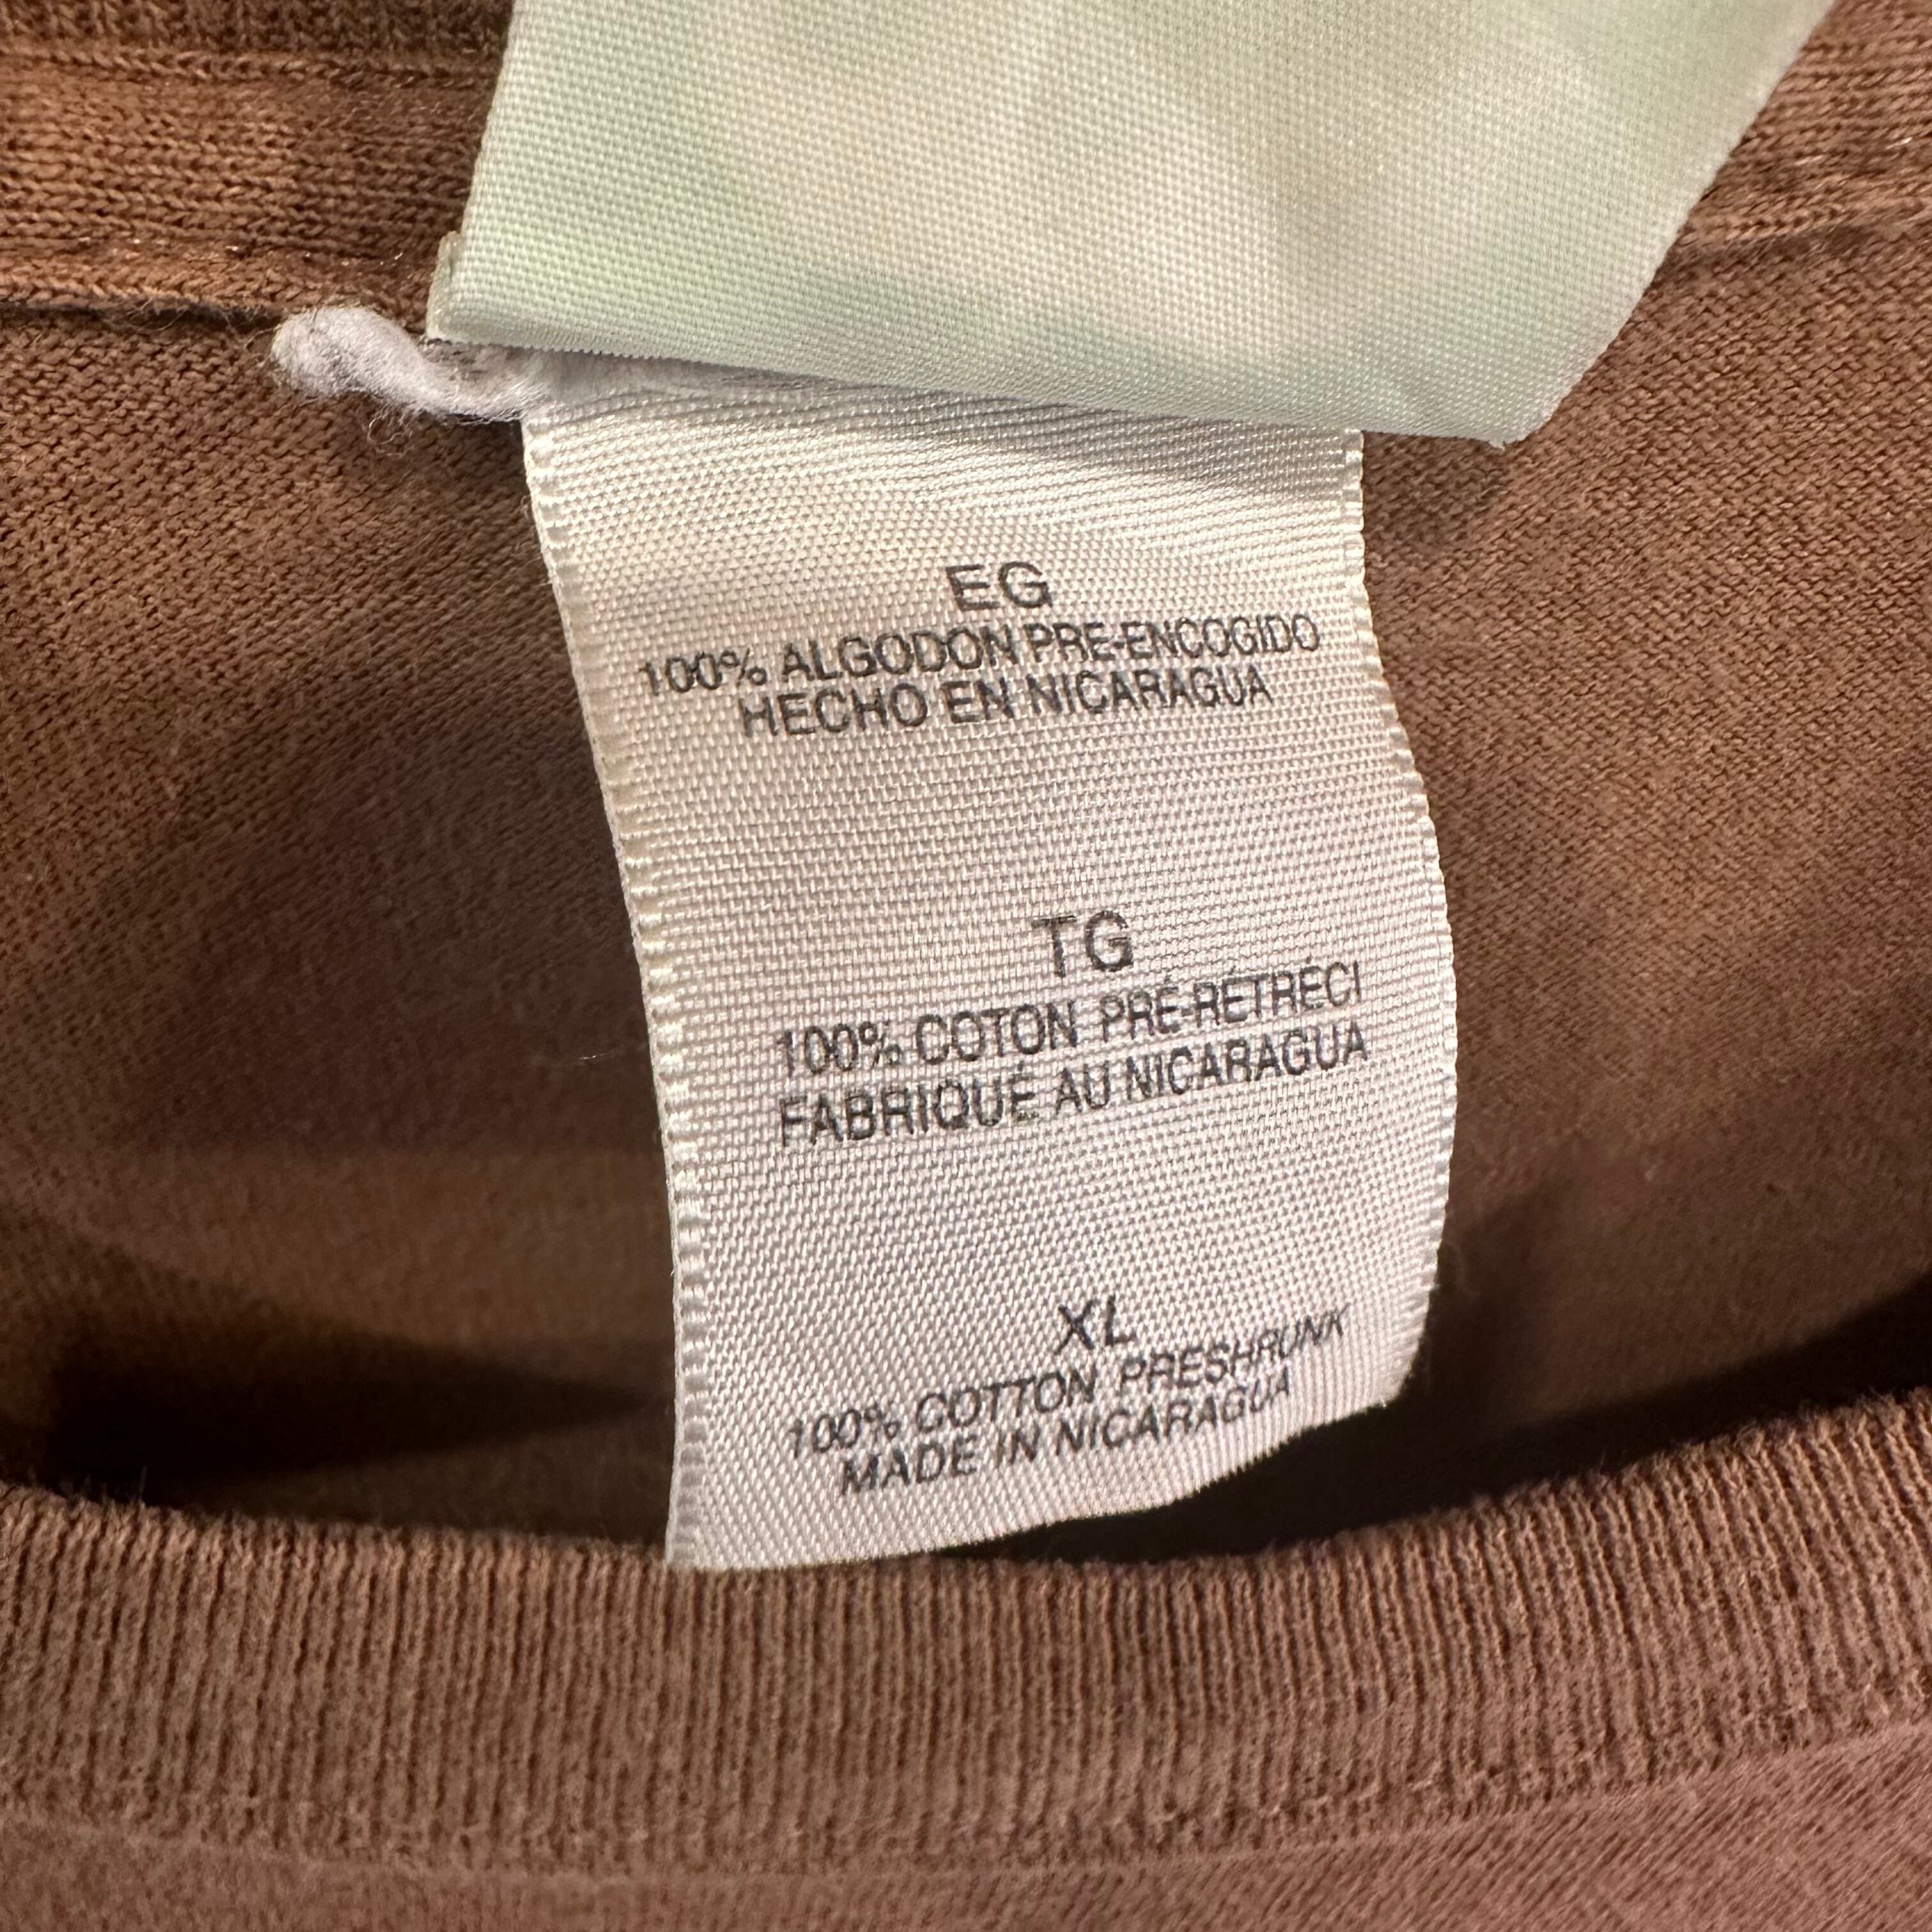 EG
100% ALGODON PRE-ENCOGIDO
HECHO EN NICARAGUA
TG
100% COTON PRÉ-RÉTRÉCI
FABRIQUÉ AU NICARAGUA
XL
100% COTTON PRESHRUNK
MADE IN NICARAGUA